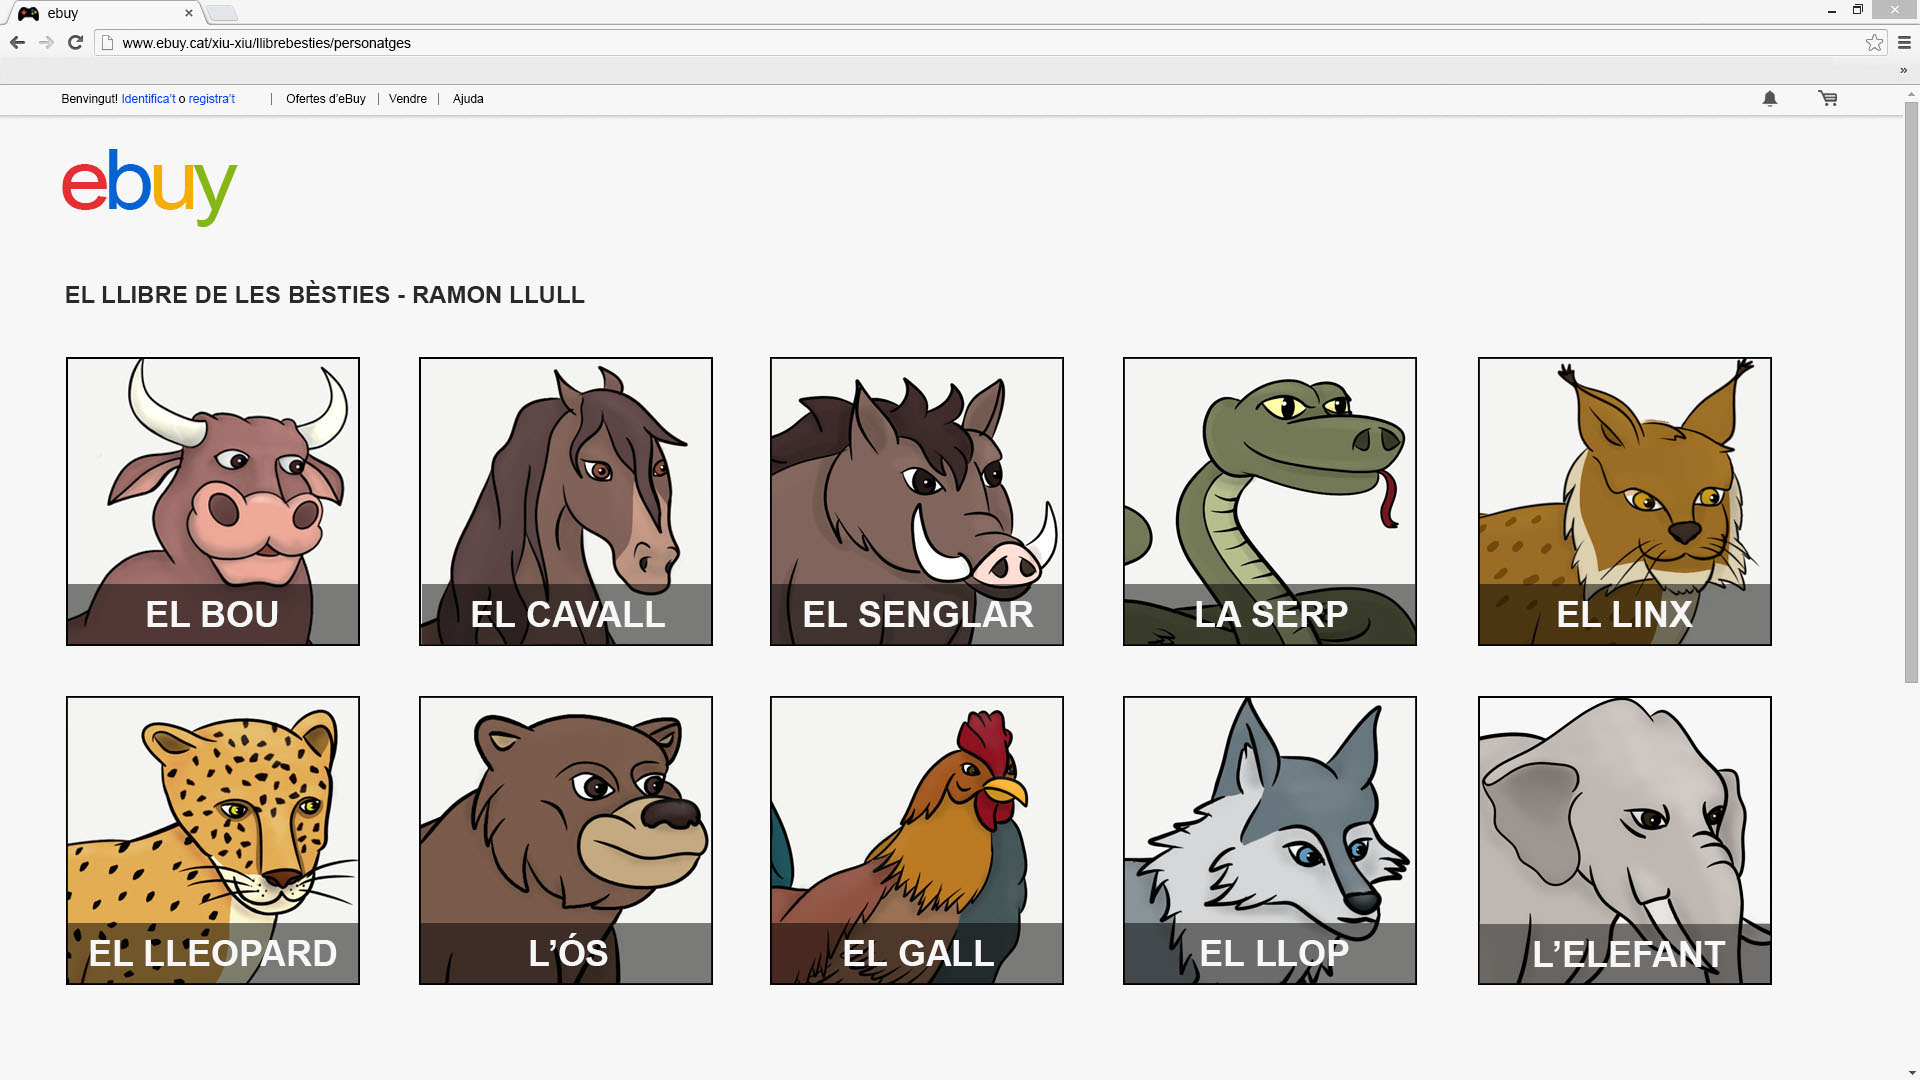 ebuy
www.ebuy.cat/xiu-xiu/llibrebesties/personatges
»
Benvingut! Identifica't o registra't | Ofertes d'eBuy | Vendre | Ajuda
ebuy
EL LLIBRE DE LES BÈSTIES - RAMON LLULL
EL BOU
EL CAVALL
EL SENGLAR
LA SERP
EL LINX
EL LLEOPARD
L’ÓS
EL GALL
EL LLOP
L’ELEFANT